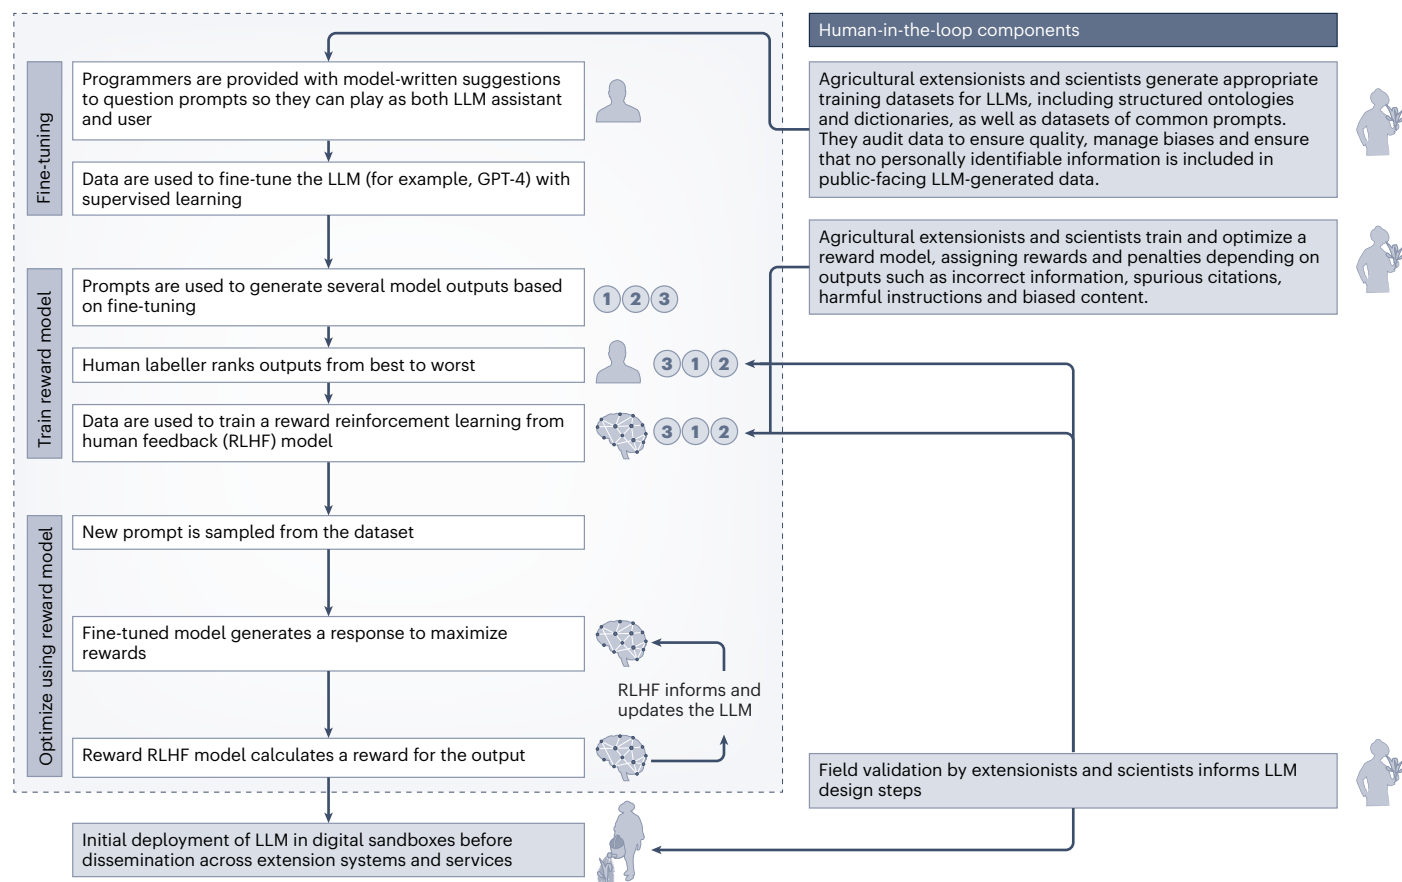 Human-in-the-loop components
Fine-tuning
Programmers are provided with model-written suggestions
to question prompts so they can play as both LLM assistant
and user
Data are used to fine-tune the LLM (for example, GPT-4) with
supervised learning
Agricultural extensionists and scientists generate appropriate
training datasets for LLMs, including structured ontologies
and dictionaries, as well as datasets of common prompts.
They audit data to ensure quality, manage biases and ensure
that no personally identifiable information is included in
public-facing LLM-generated data.
Agricultural extensionists and scientists train and optimize a
reward model, assigning rewards and penalties depending on
outputs such as incorrect information, spurious citations,
harmful instructions and biased content.
Train reward model
Prompts are used to generate several model outputs based
on fine-tuning
1 2 3
Human labeller ranks outputs from best to worst
3 1 2
Data are used to train a reward reinforcement learning from
human feedback (RLHF) model
3 1 2
Optimize using reward model
New prompt is sampled from the dataset
Fine-tuned model generates a response to maximize
rewards
RLHF informs and
updates the LLM
Reward RLHF model calculates a reward for the output
Field validation by extensionists and scientists informs LLM
design steps
Initial deployment of LLM in digital sandboxes before
dissemination across extension systems and services